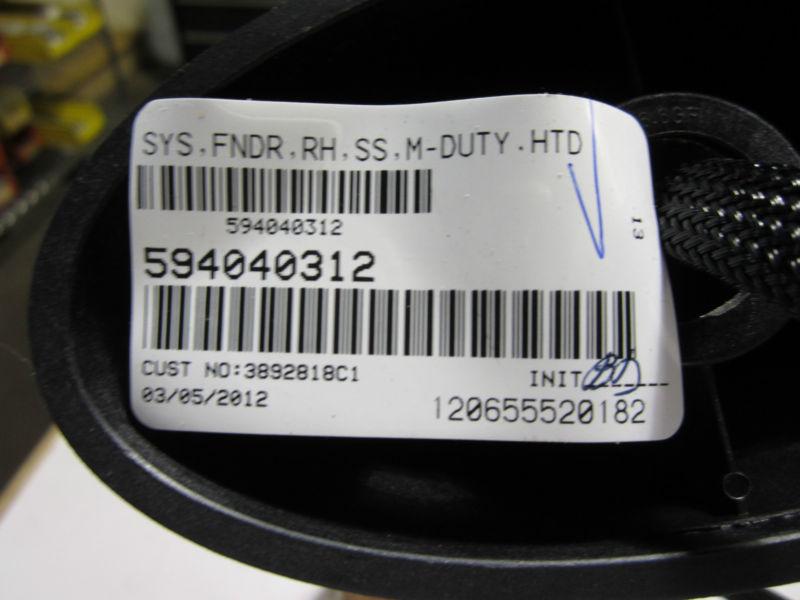 SYS,FNDR,RH,SS,M-DUTY.HTD
594040312
594040312
13
CUST NO:3892818C1
INIT
03/05/2012
120655520182